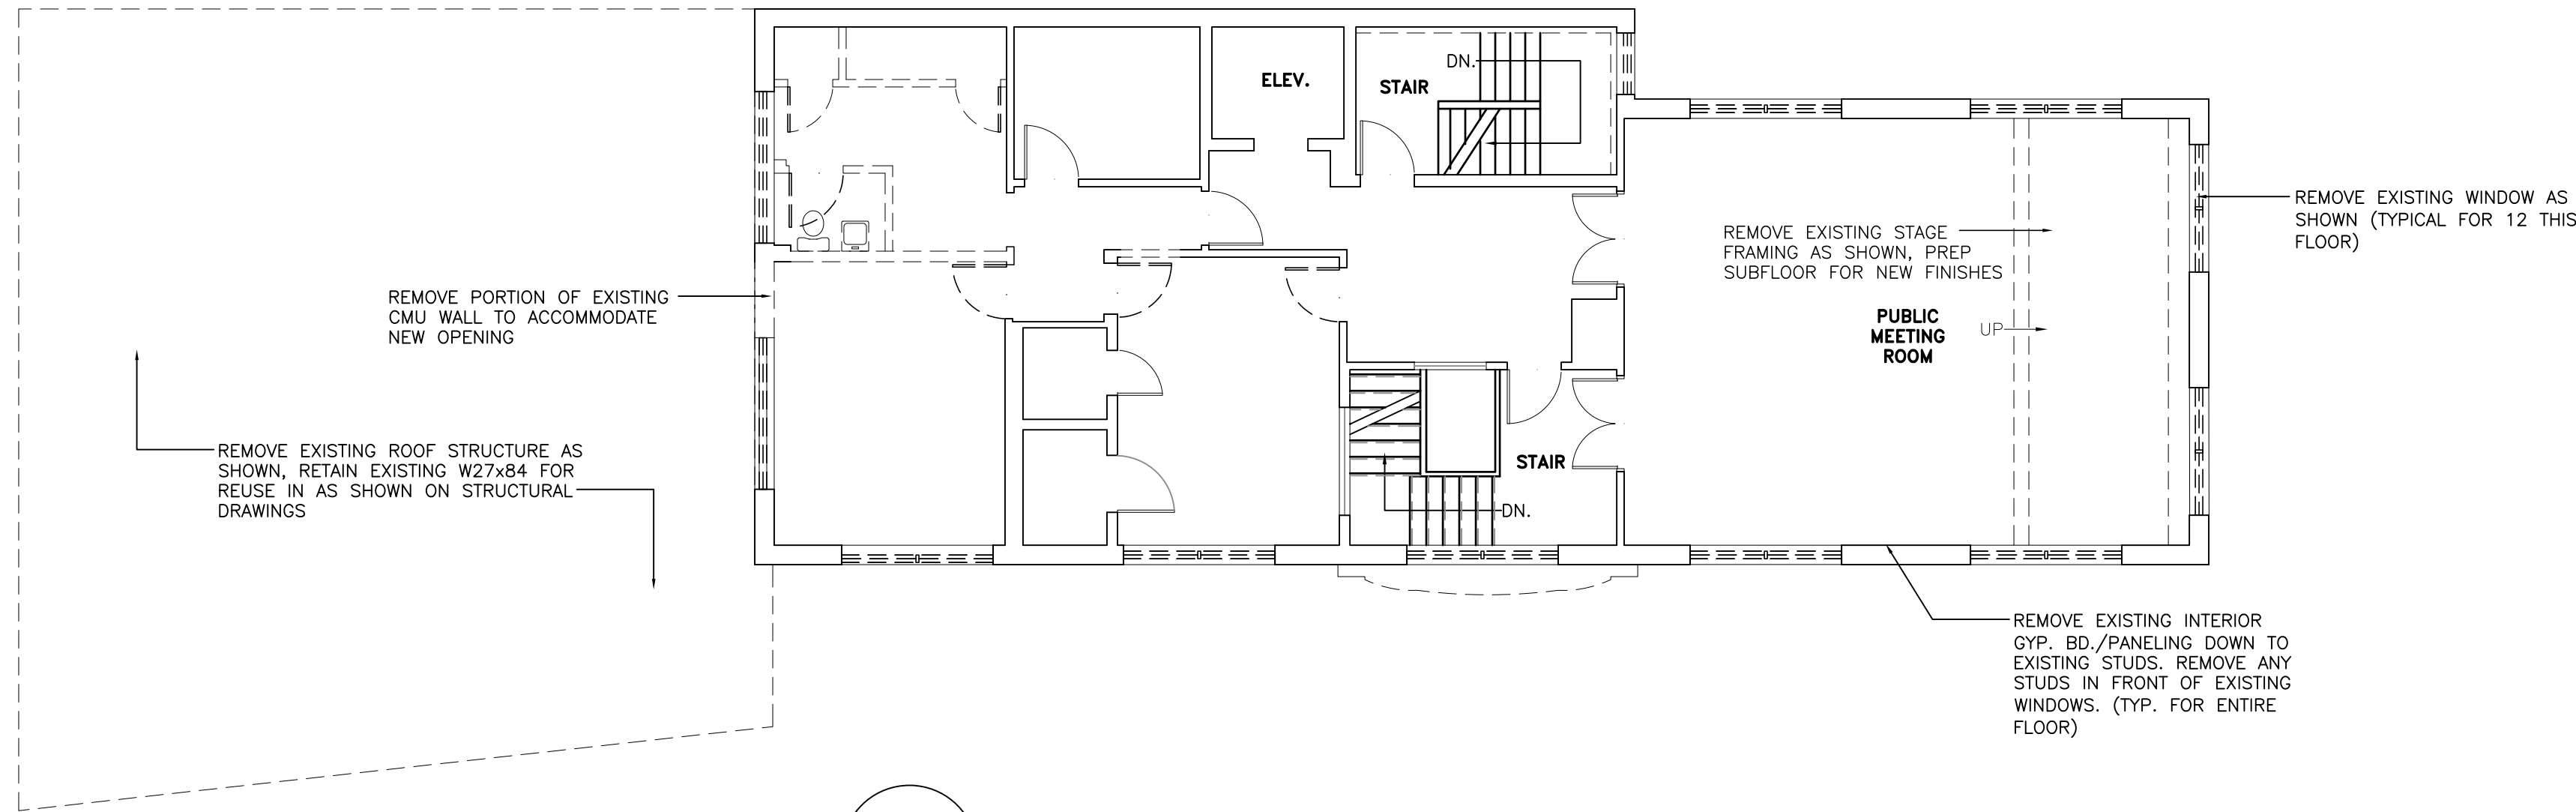 DN.
ELEV.
STAIR
REMOVE EXISTING WINDOW AS
SHOWN (TYPICAL FOR 12 THIS
FLOOR)
REMOVE EXISTING STAGE
FRAMING AS SHOWN, PREP
SUBFLOOR FOR NEW FINISHES
REMOVE PORTION OF EXISTING
CMU WALL TO ACCOMMODATE
NEW OPENING
PUBLIC
MEETING
ROOM
UP
REMOVE EXISTING ROOF STRUCTURE AS
SHOWN, RETAIN EXISTING W27x84 FOR
REUSE IN AS SHOWN ON STRUCTURAL
DRAWINGS
STAIR
DN.
REMOVE EXISTING INTERIOR
GYP. BD./PANELING DOWN TO
EXISTING STUDS. REMOVE ANY
STUDS IN FRONT OF EXISTING
WINDOWS. (TYP. FOR ENTIRE
FLOOR)